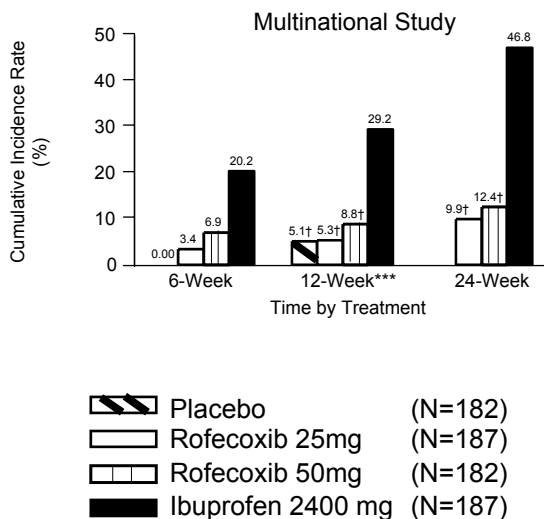 Multinational Study
Cumulative Incidence Rate
(%)
50
40
30
20
10
0
0.00
3.4
6.9
20.2
5.1†
5.3†
8.8†
29.2
9.9†
12.4†
46.8
6-Week
12-Week***
24-Week
Time by Treatment
Placebo (N=182)
Rofecoxib 25mg (N=187)
Rofecoxib 50mg (N=182)
Ibuprofen 2400 mg (N=187)